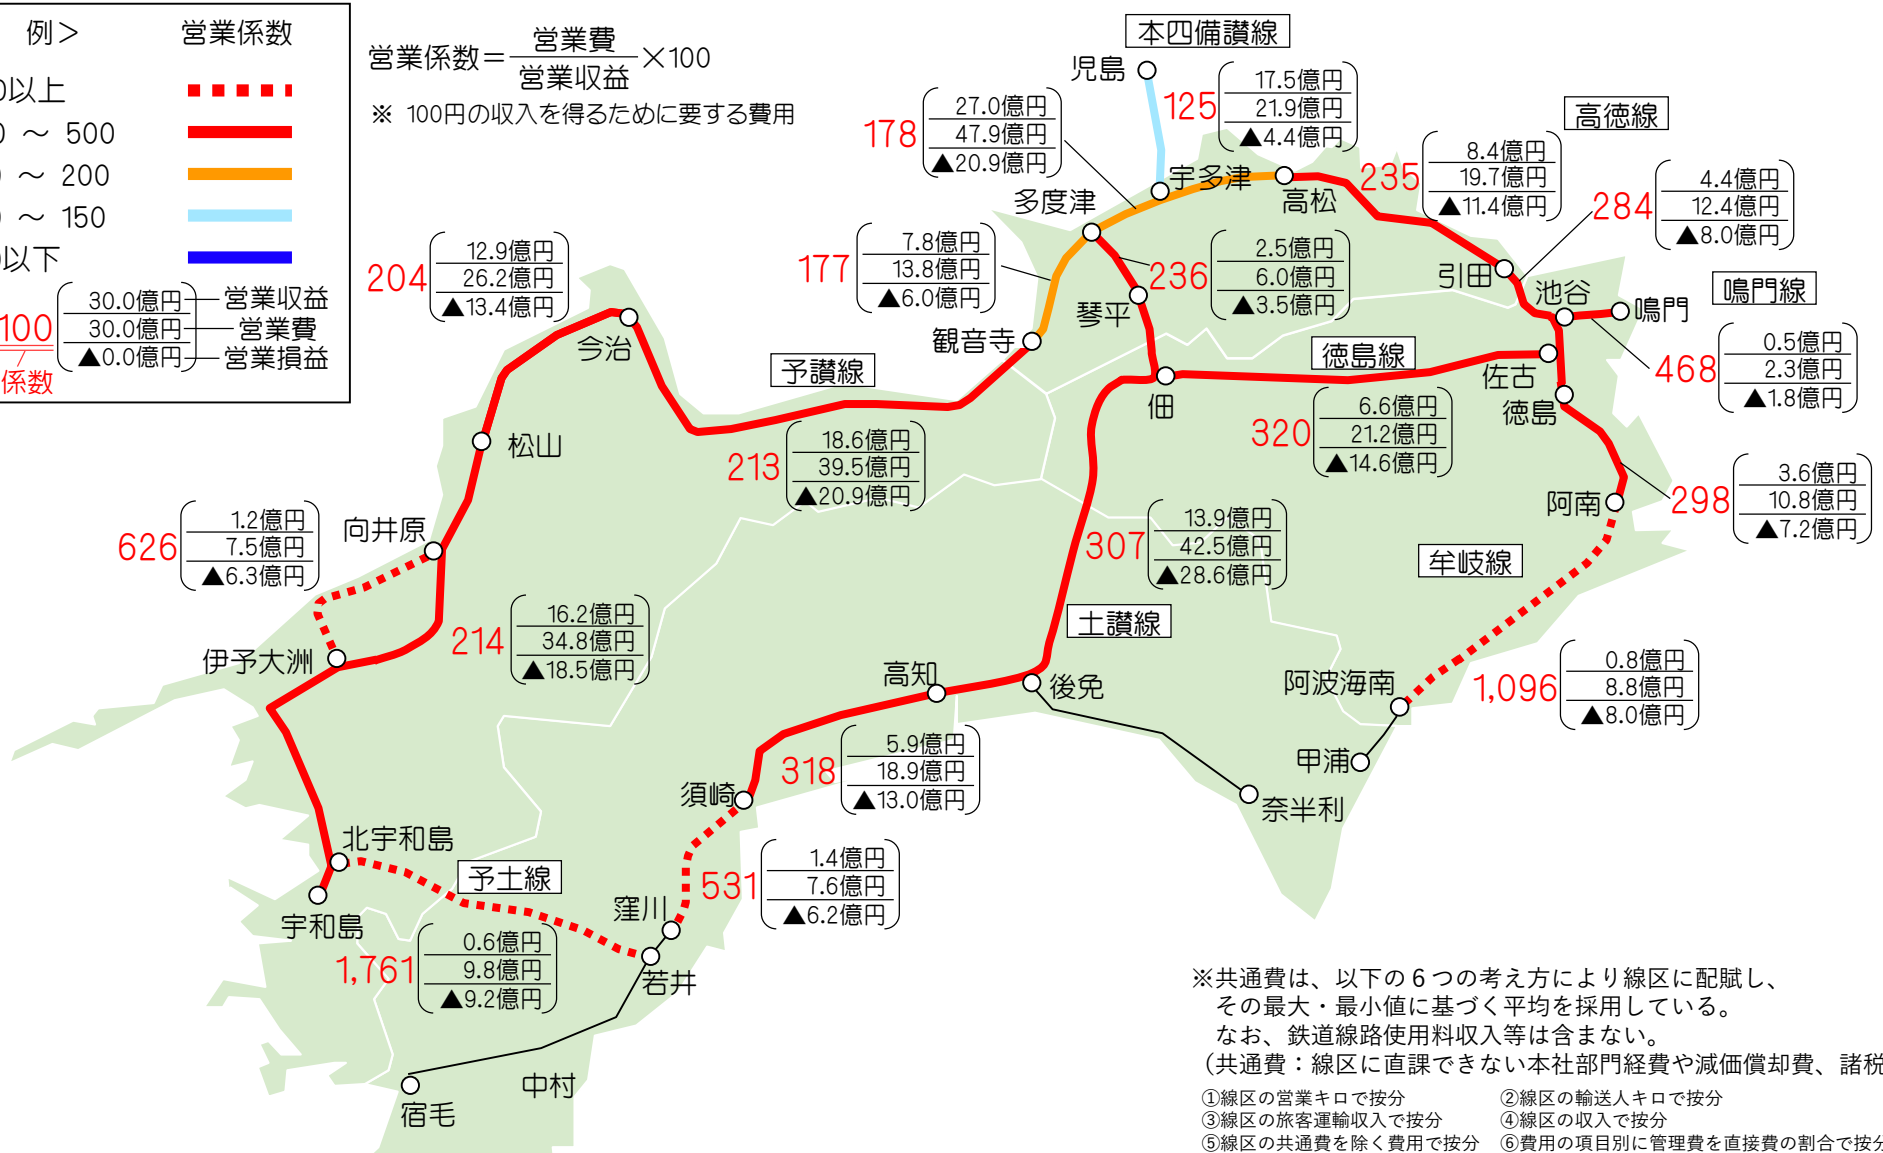 例＞ 営業係数
0以上
0 ～ 500
0 ～ 200
0 ～ 150
0以下
100
30.0億円 営業収益
30.0億円 営業費
▲0.0億円 営業損益
係数
営業係数＝営業費/営業収益×100
※ 100円の収入を得るために要する費用
本四備讃線
児島
125
17.5億円
21.9億円
▲4.4億円
178
27.0億円
47.9億円
▲20.9億円
高徳線
235
8.4億円
19.7億円
▲11.4億円
284
4.4億円
12.4億円
▲8.0億円
宇多津
高松
多度津
177
7.8億円
13.8億円
▲6.0億円
236
2.5億円
6.0億円
▲3.5億円
204
12.9億円
26.2億円
▲13.4億円
引田
池谷
鳴門
鳴門線
468
0.5億円
2.3億円
▲1.8億円
琴平
観音寺
今治
予讃線
徳島線
佐古
徳島
佃
320
6.6億円
21.2億円
▲14.6億円
213
18.6億円
39.5億円
▲20.9億円
松山
298
3.6億円
10.8億円
▲7.2億円
阿南
626
1.2億円
7.5億円
▲6.3億円
向井原
307
13.9億円
42.5億円
▲28.6億円
牟岐線
214
16.2億円
34.8億円
▲18.5億円
土讃線
伊予大洲
高知
後免
阿波海南
1,096
0.8億円
8.8億円
▲8.0億円
318
5.9億円
18.9億円
▲13.0億円
甲浦
須崎
奈半利
北宇和島
予土線
531
1.4億円
7.6億円
▲6.2億円
宇和島
窪川
1,761
0.6億円
9.8億円
▲9.2億円
若井
中村
宿毛
※共通費は、以下の６つの考え方により線区に配賦し、
その最大・最小値に基づく平均を採用している。
なお、鉄道線路使用料収入等は含まない。
（共通費：線区に直課できない本社部門経費や減価償却費、諸税
①線区の営業キロで按分 ②線区の輸送人キロで按分
③線区の旅客運輸収入で按分 ④線区の収入で按分
⑤線区の共通費を除く費用で按分 ⑥費用の項目別に管理費を直接費の割合で按分